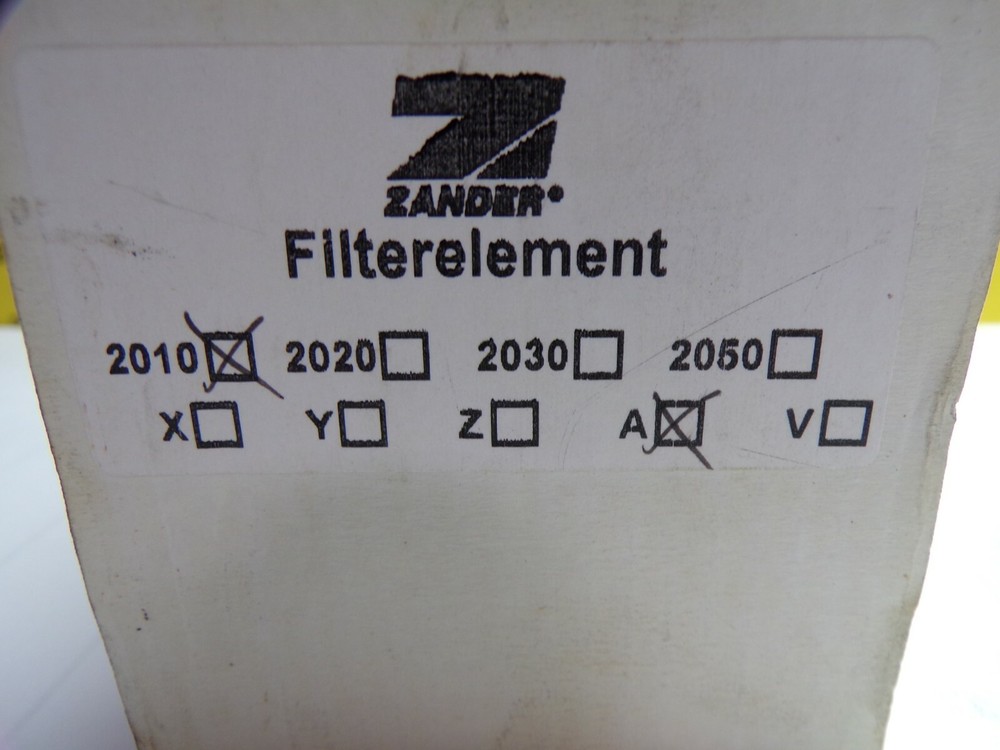 ZANDER®
Filterelement
2010 ☒ 2020 ☐ 2030 ☐ 2050 ☐
X ☐ Y ☐ Z ☐ A ☒ V ☐